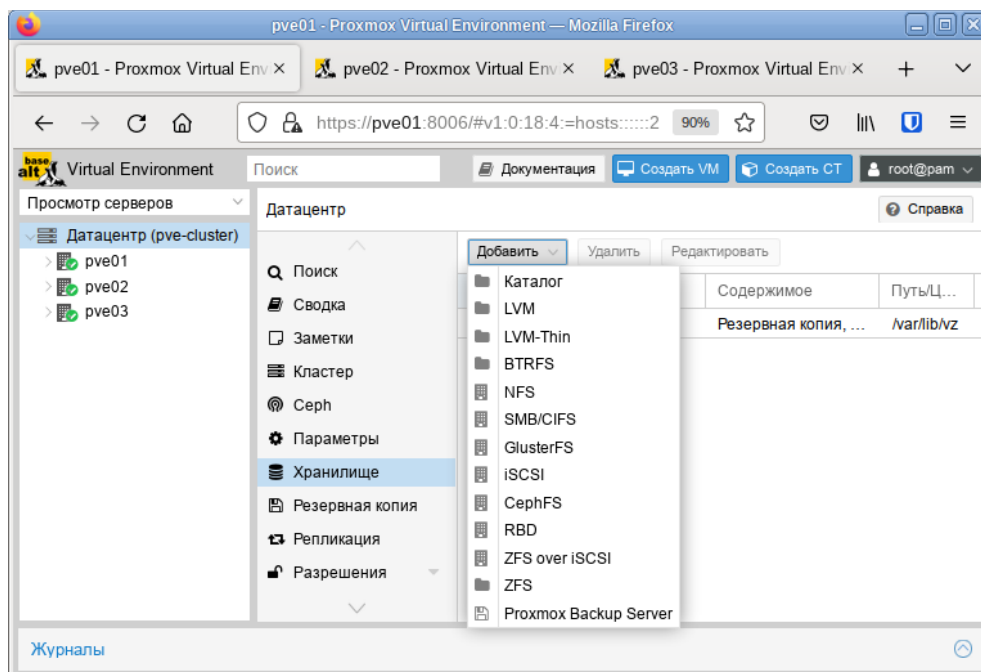 pve01 - Proxmox Virtual Environment — Mozilla Firefox
pve01 - Proxmox Virtual Env
pve02 - Proxmox Virtual Env
pve03 - Proxmox Virtual Env
https://pve01:8006/#v1:0:18:4:=hosts::::::2
90%
base alt
Virtual Environment
Поиск
Документация
Создать VM
Создать CT
root@pam
Просмотр серверов
Датацентр
Справка
Датацентр (pve-cluster)
pve01
pve02
pve03
Поиск
Сводка
Заметки
Кластер
Ceph
Параметры
Хранилище
Резервная копия
Репликация
Разрешения
Добавить
Удалить
Редактировать
Каталог
LVM
LVM-Thin
BTRFS
NFS
SMB/CIFS
GlusterFS
iSCSI
CephFS
RBD
ZFS over iSCSI
ZFS
Proxmox Backup Server
Содержимое
Путь/Ц...
Резервная копия, ...
/var/lib/vz
Журналы